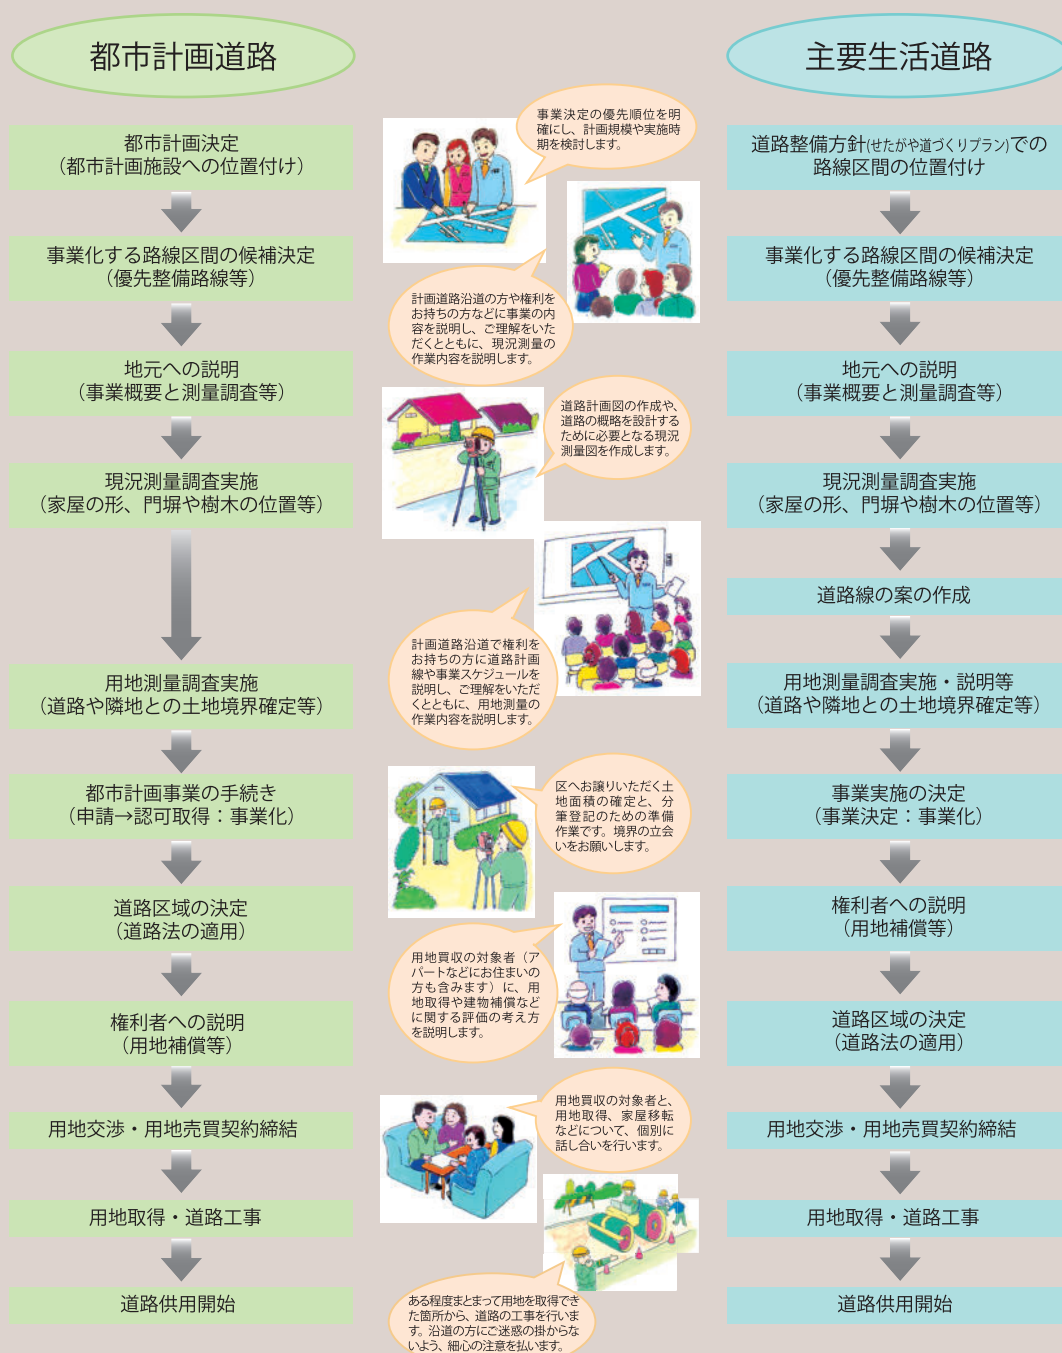 都市計画道路
都市計画決定
(都市計画施設への位置付け)
事業化する路線区間の候補決定
(優先整備路線等)
地元への説明
(事業概要と測量調査等)
現況測量調査実施
(家屋の形、門塀や樹木の位置等)
用地測量調査実施
(道路や隣地との土地境界確定等)
都市計画事業の手続き
(申請→認可取得：事業化)
道路区域の決定
(道路法の適用)
権利者への説明
(用地補償等)
用地交渉・用地売買契約締結
用地取得・道路工事
道路供用開始
事業決定の優先順位を明
確にし、計画規模や実施時
期を検討します。
計画道路沿道の方や権利を
お持ちの方などに事業の内
容を説明し、ご理解をいた
だくとともに、現況測量の
作業内容を説明します。
道路計画図の作成や、
道路の概略を設計する
ために必要となる現況
測量図を作成します。
計画道路沿道で権利を
お持ちの方に道路計画
線や事業スケジュールを
説明し、ご理解をいただ
くとともに、用地測量の
作業内容を説明します。
区へお譲りいただく土
地面積の確定と、分
筆登記のための準備
作業です。境界の立会
いをお願いします。
用地買収の対象者（ア
パートなどにお住まいの
方も含みます）に、用
地取得や建物補償など
に関する評価の考え方
を説明します。
用地買収の対象者と、
用地取得、家屋移転
などについて、個別に
話し合いを行います。
ある程度まとまって用地を取得でき
た箇所から、道路の工事を行いま
す。沿道の方にご迷惑の掛からな
いよう、細心の注意を払います。
主要生活道路
道路整備方針(せたがや道づくりプラン)での
路線区間の位置付け
事業化する路線区間の候補決定
(優先整備路線等)
地元への説明
(事業概要と測量調査等)
現況測量調査実施
(家屋の形、門塀や樹木の位置等)
道路線の案の作成
用地測量調査実施・説明等
(道路や隣地との土地境界確定等)
事業実施の決定
(事業決定：事業化)
権利者への説明
(用地補償等)
道路区域の決定
(道路法の適用)
用地交渉・用地売買契約締結
用地取得・道路工事
道路供用開始